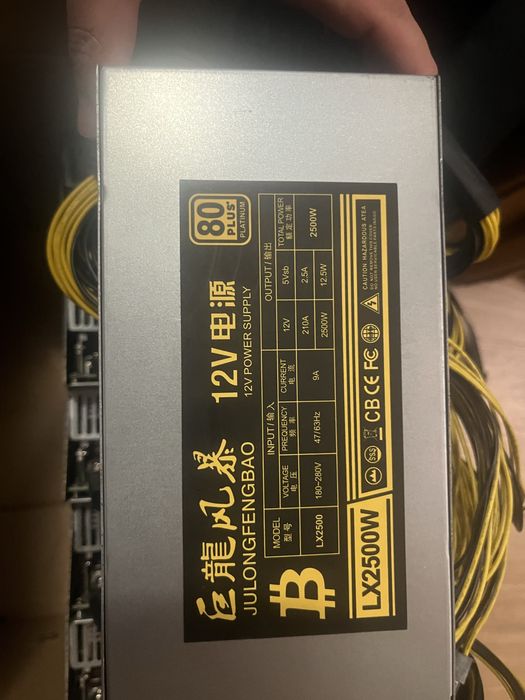 巨龍风暴 12V电源
JULONGFENGBAO 12V POWER SUPPLY
80
PLUS
PLATINUM
MODEL 型号
INPUT/输入
OUTPUT/输出
TOTAL POWER 额定功率
VOLTAGE 电压
PREQUENCY 频率
CURRENT 电流
12V
5Vsb
LX2500
180~280V
47/63Hz
9A
210A
2.5A
2500W
2500W
12.5W
LX2500W
CB CE FC
CAUTION HAZARDOUS ATEA